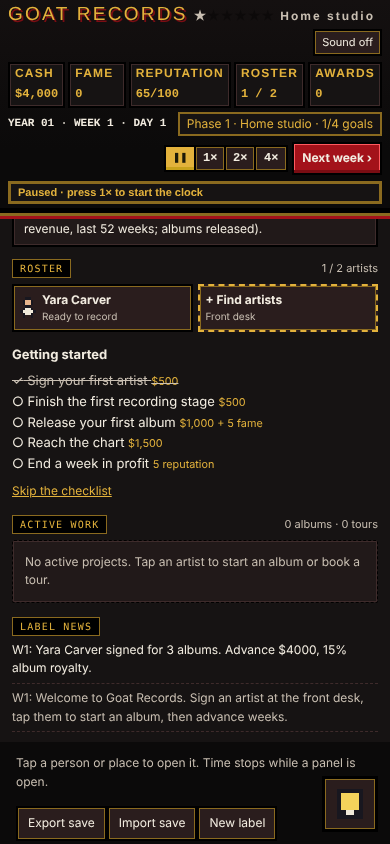 GOAT RECORDS ★ ★★★★★ Home studio
Sound off
CASH FAME REPUTATION ROSTER AWARDS
$4,000 0 65/100 1 / 2 0
YEAR 01 · WEEK 1 · DAY 1 Phase 1 · Home studio · 1/4 goals
1× 2× 4× Next week ›
Paused · press 1× to start the clock
revenue, last 52 weeks; albums released).
ROSTER 1 / 2 artists
Yara Carver + Find artists
Ready to record Front desk
Getting started
✓ Sign your first artist $500
Finish the first recording stage $500
Release your first album $1,000 + 5 fame
Reach the chart $1,500
End a week in profit 5 reputation
Skip the checklist
ACTIVE WORK 0 albums · 0 tours
No active projects. Tap an artist to start an album or book a
tour.
LABEL NEWS
W1: Yara Carver signed for 3 albums. Advance $4000, 15%
album royalty.
W1: Welcome to Goat Records. Sign an artist at the front desk,
tap them to start an album, then advance weeks.
Tap a person or place to open it. Time stops while a panel is
open.
Export save Import save New label